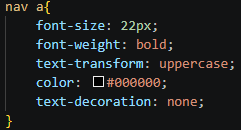 nav a{
font-size: 22px;
font-weight: bold;
text-transform: uppercase;
color: #000000;
text-decoration: none;
}